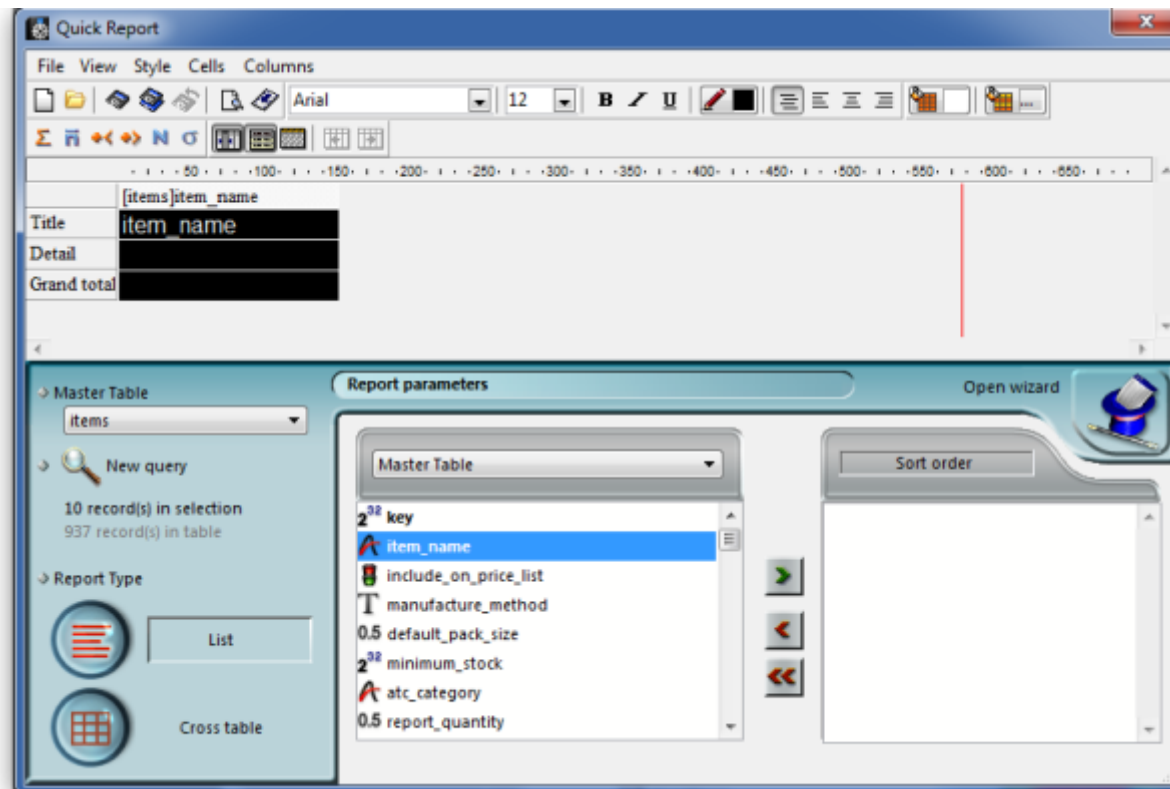 Quick Report
File View Style Cells Columns
Arial 12 B I U ...
Σ n N σ
50 100 150 200 250 300 350 400 450 500 550 600 650
[items]item_name
Title item_name
Detail
Grand total
Master Table
items
New query
10 record(s) in selection
937 record(s) in table
Report Type
List
Cross table
Report parameters
Open wizard
Master Table
2³² key
A item_name
include_on_price_list
T manufacture_method
0.5 default_pack_size
2³² minimum_stock
A atc_category
0.5 report_quantity
Sort order